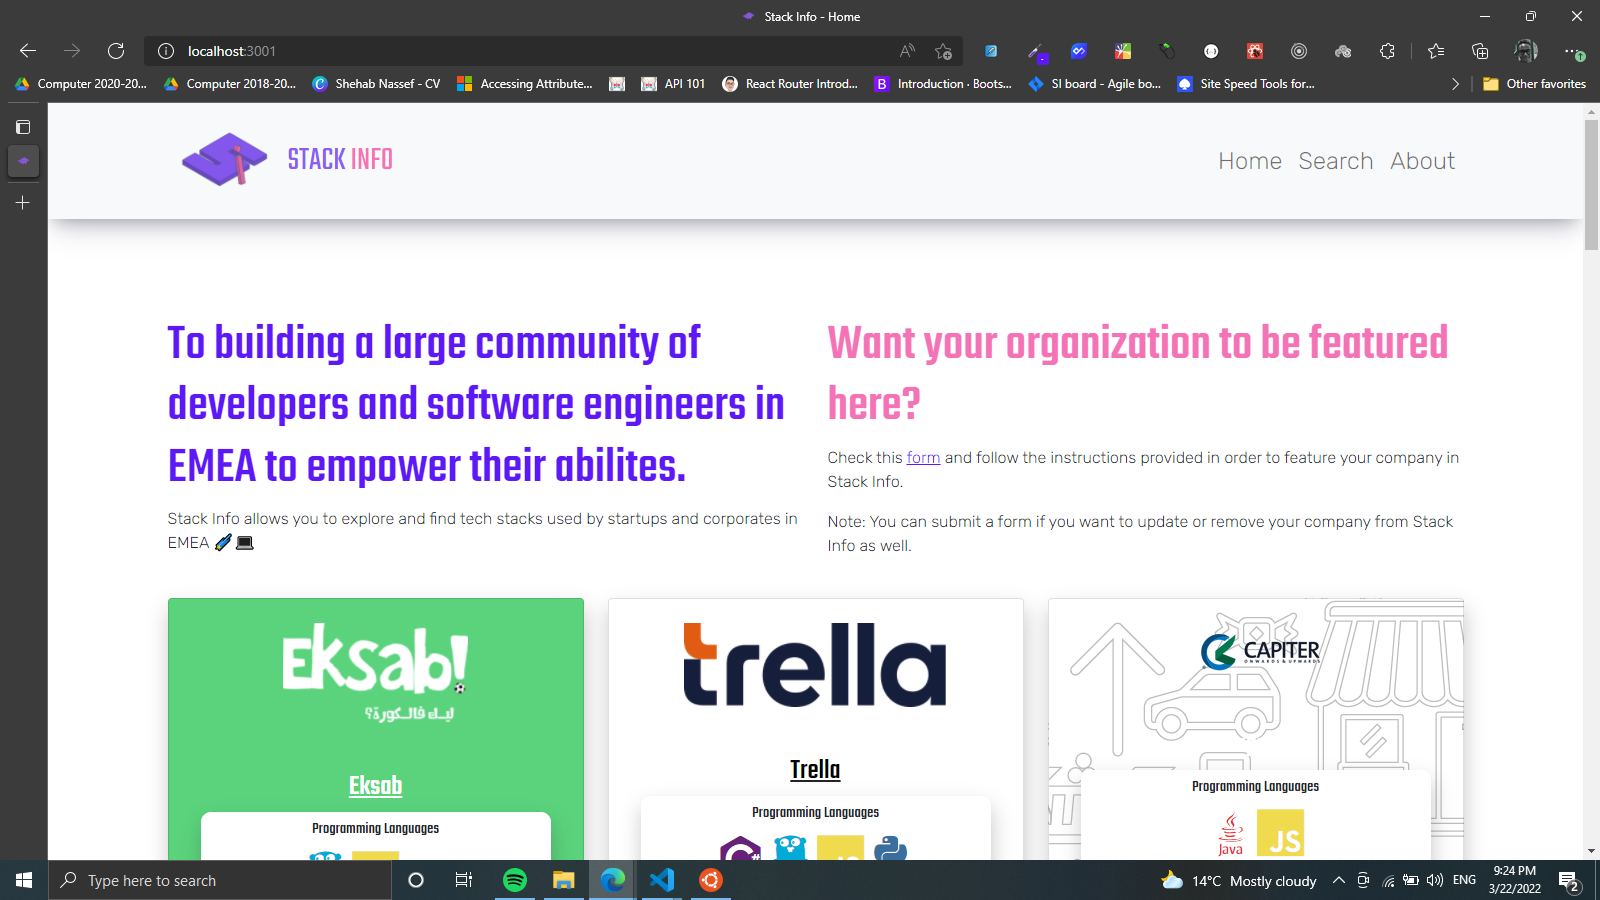 Stack Info - Home
localhost:3001
Computer 2020-20...
Computer 2018-20...
Shehab Nassef - CV
Accessing Attribute...
API 101
React Router Introd...
Introduction · Boots...
SI board - Agile bo...
Site Speed Tools for...
Other favorites
STACK INFO
Home Search About
To building a large community of
developers and software engineers in
EMEA to empower their abilites.
Stack Info allows you to explore and find tech stacks used by startups and corporates in
EMEA
Want your organization to be featured
here?
Check this form and follow the instructions provided in order to feature your company in
Stack Info.
Note: You can submit a form if you want to update or remove your company from Stack
Info as well.
Eksab!
ليك فالكورة؟
Eksab
Programming Languages
trella
Trella
Programming Languages
JS
CAPITER
ONWARDS & UPWARDS
Programming Languages
Java
JS
Type here to search
14°C Mostly cloudy
ENG
9:24 PM
3/22/2022
2